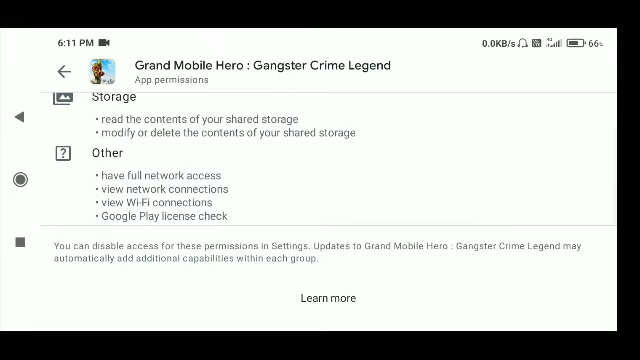 6:11 PM
0.0KB/s 4G 66%
Grand Mobile Hero : Gangster Crime Legend
App permissions
Storage
• read the contents of your shared storage
• modify or delete the contents of your shared storage
Other
• have full network access
• view network connections
• view Wi-Fi connections
• Google Play license check
You can disable access for these permissions in Settings. Updates to Grand Mobile Hero : Gangster Crime Legend may
automatically add additional capabilities within each group.
Learn more